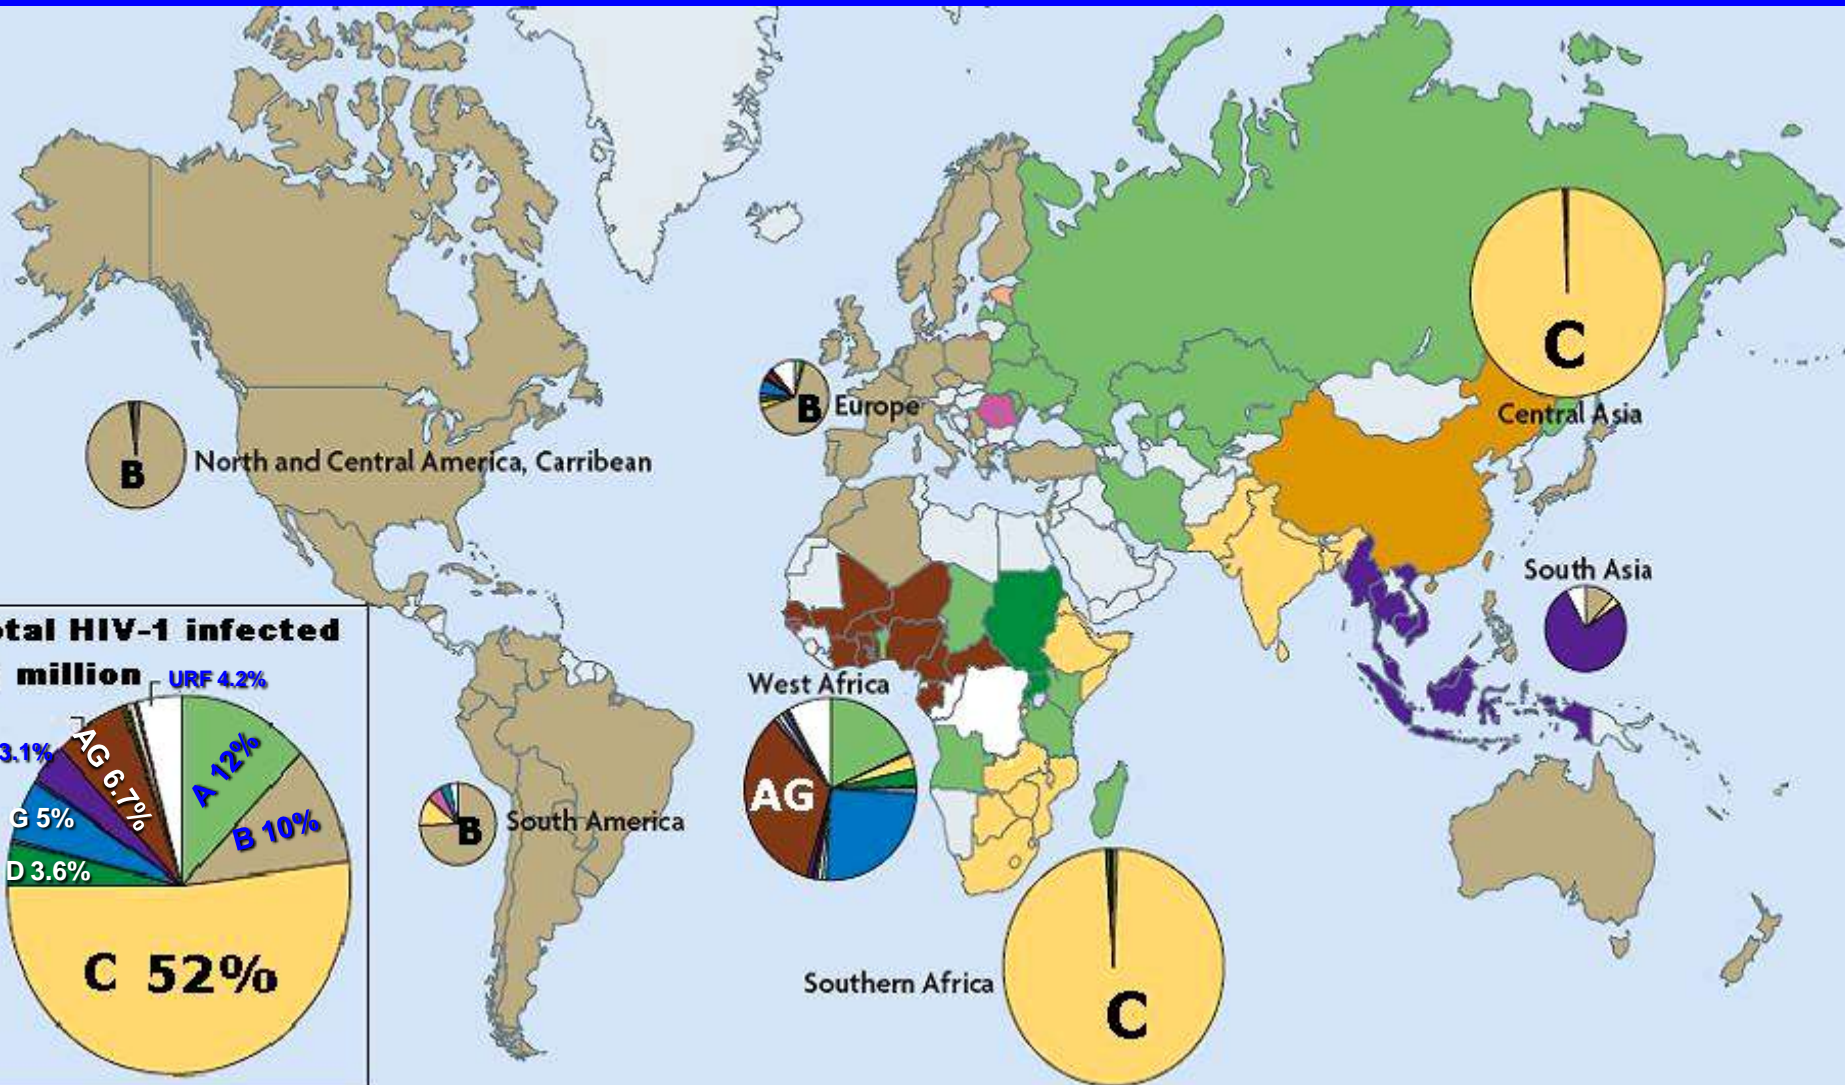 C
Central Asia
B
Europe
B
North and Central America, Carribean
South Asia
otal HIV-1 infected
million
URF 4.2%
West Africa
AG 6.7%
A 12%
3.1%
AG
G 5%
B 10%
B
South America
D 3.6%
C 52%
Southern Africa
C